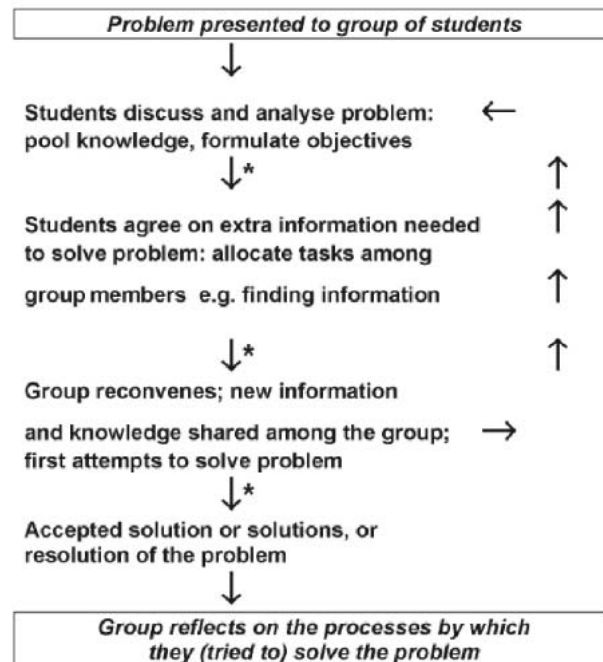 Problem presented to group of students
↓
Students discuss and analyse problem: ←
pool knowledge, formulate objectives
↓* ↑
Students agree on extra information needed ↑
to solve problem: allocate tasks among
group members e.g. finding information ↑
↓* ↑
Group reconvenes; new information
and knowledge shared among the group; →
first attempts to solve problem
↓*
Accepted solution or solutions, or
resolution of the problem
↓
Group reflects on the processes by which
they (tried to) solve the problem